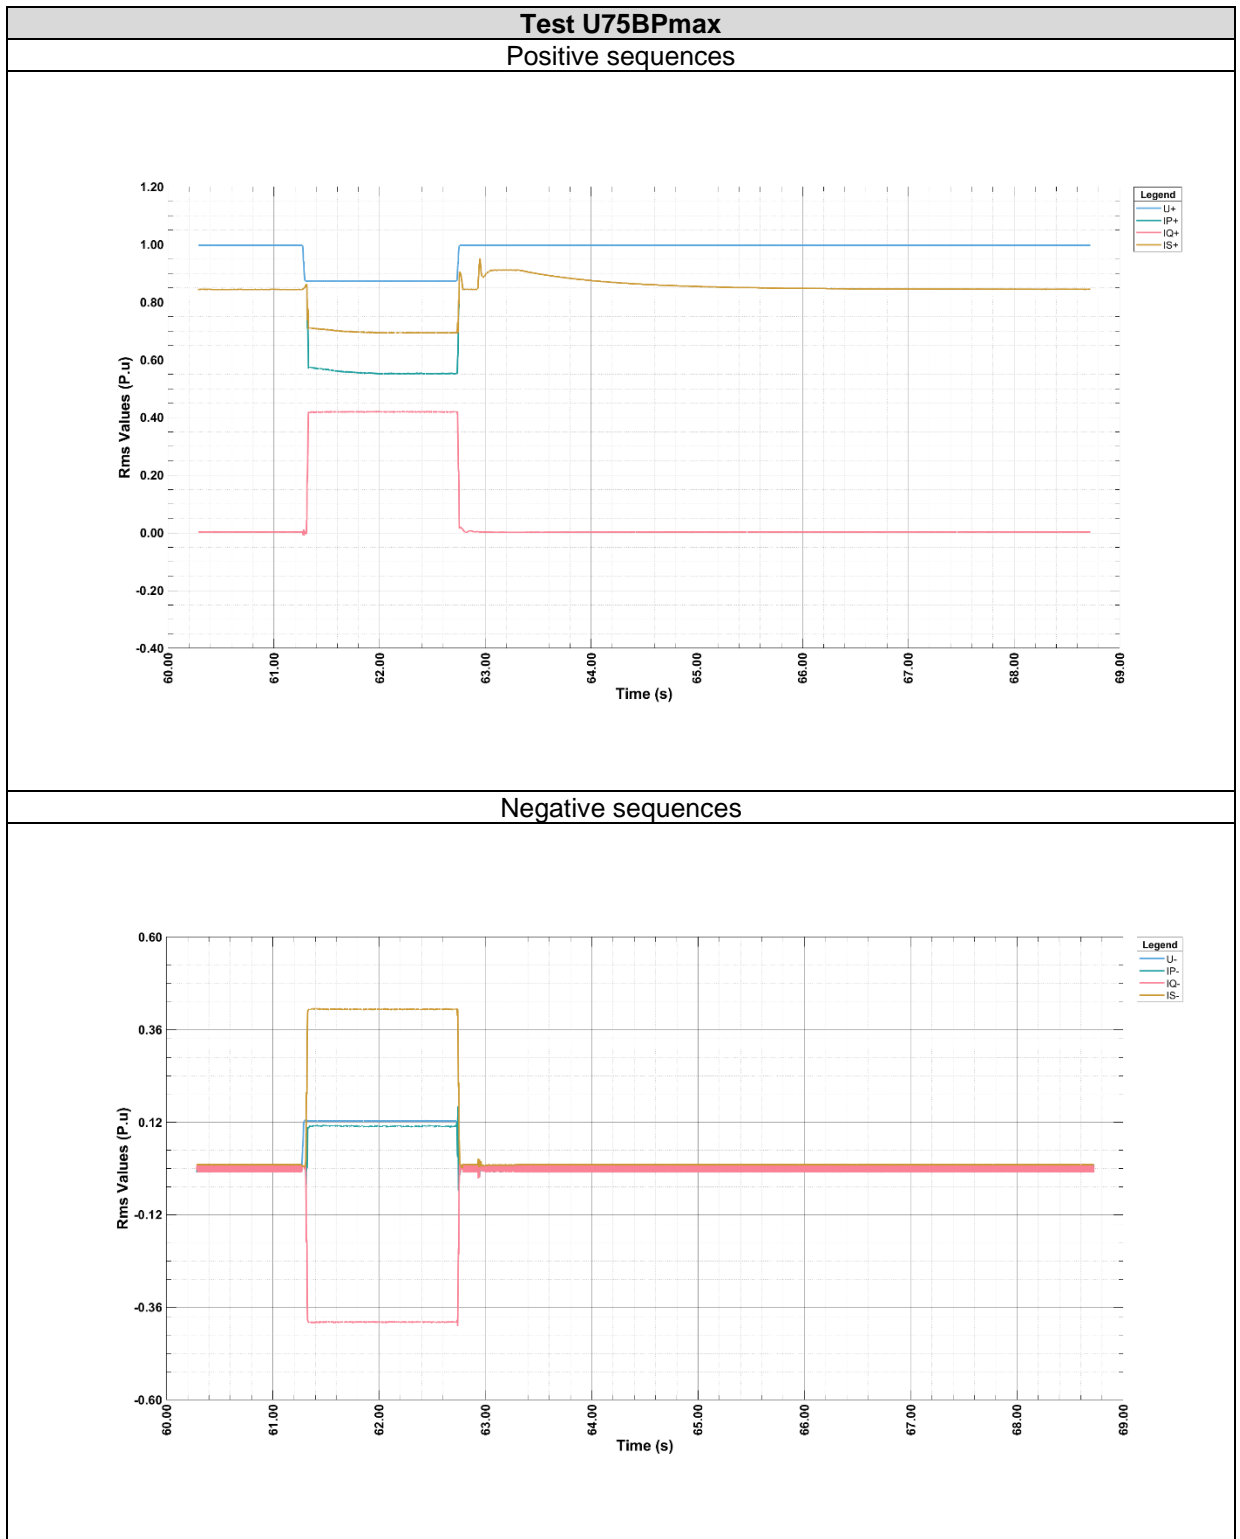 Test U75BPmax
Positive sequences
1.20
1.00
0.80
0.60
0.40
0.20
0.00
-0.20
-0.40
Rms Values (P.u)
60.00
61.00
62.00
63.00
64.00
65.00
66.00
67.00
68.00
69.00
Time (s)
Legend
U+
IP+
IQ+
IS+
Negative sequences
0.60
0.36
0.12
-0.12
-0.36
-0.60
Rms Values (P.u)
60.00
61.00
62.00
63.00
64.00
65.00
66.00
67.00
68.00
69.00
Time (s)
Legend
U-
IP-
IQ-
IS-